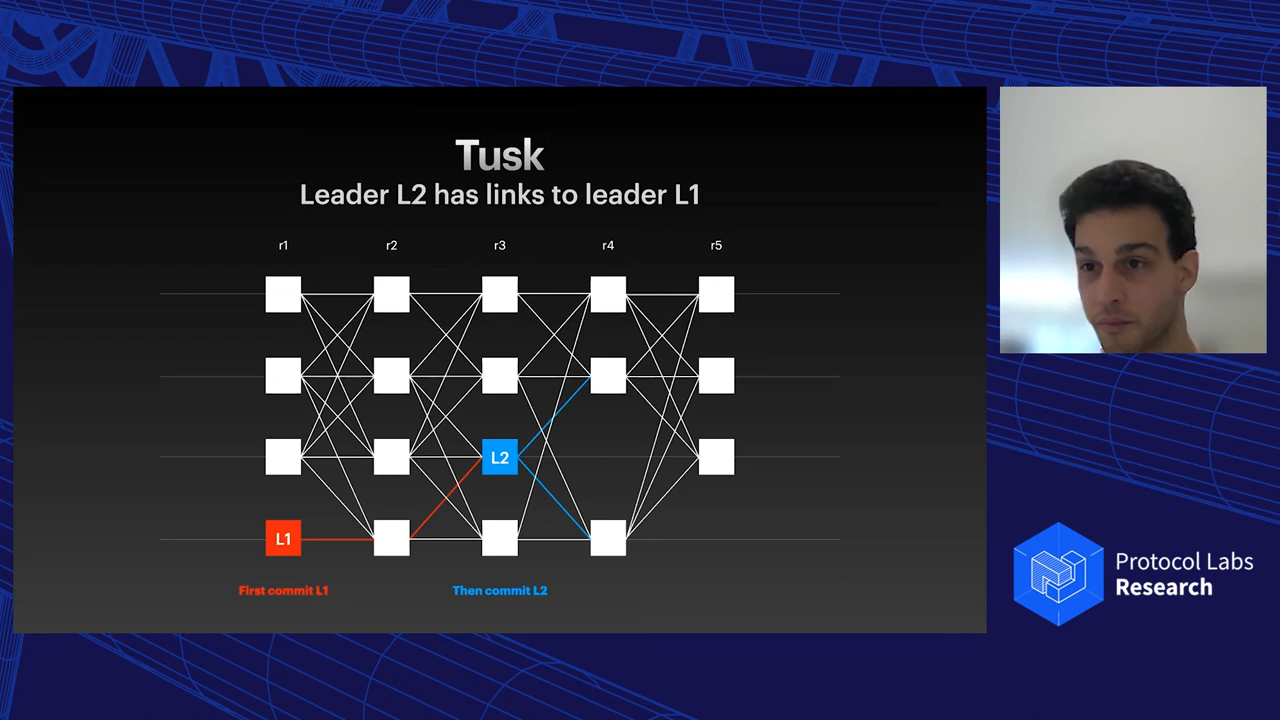 Tusk
Leader L2 has links to leader L1
r1 r2 r3 r4 r5
L2
L1
First commit L1 Then commit L2
Protocol Labs
Research